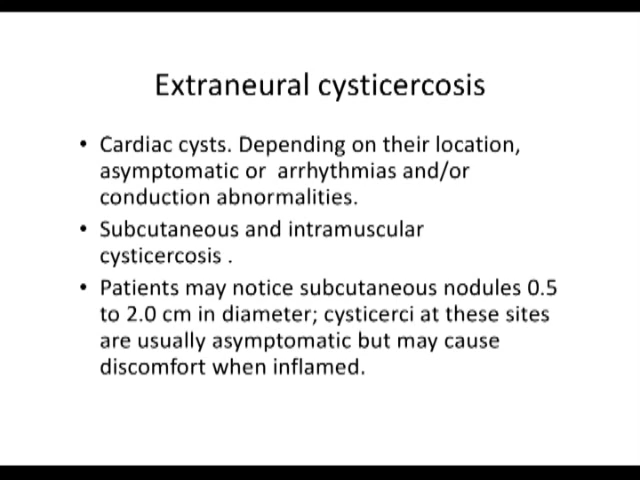 Extraneural cysticercosis
• Cardiac cysts. Depending on their location,
asymptomatic or arrhythmias and/or
conduction abnormalities.
• Subcutaneous and intramuscular
cysticercosis .
• Patients may notice subcutaneous nodules 0.5
to 2.0 cm in diameter; cysticerci at these sites
are usually asymptomatic but may cause
discomfort when inflamed.